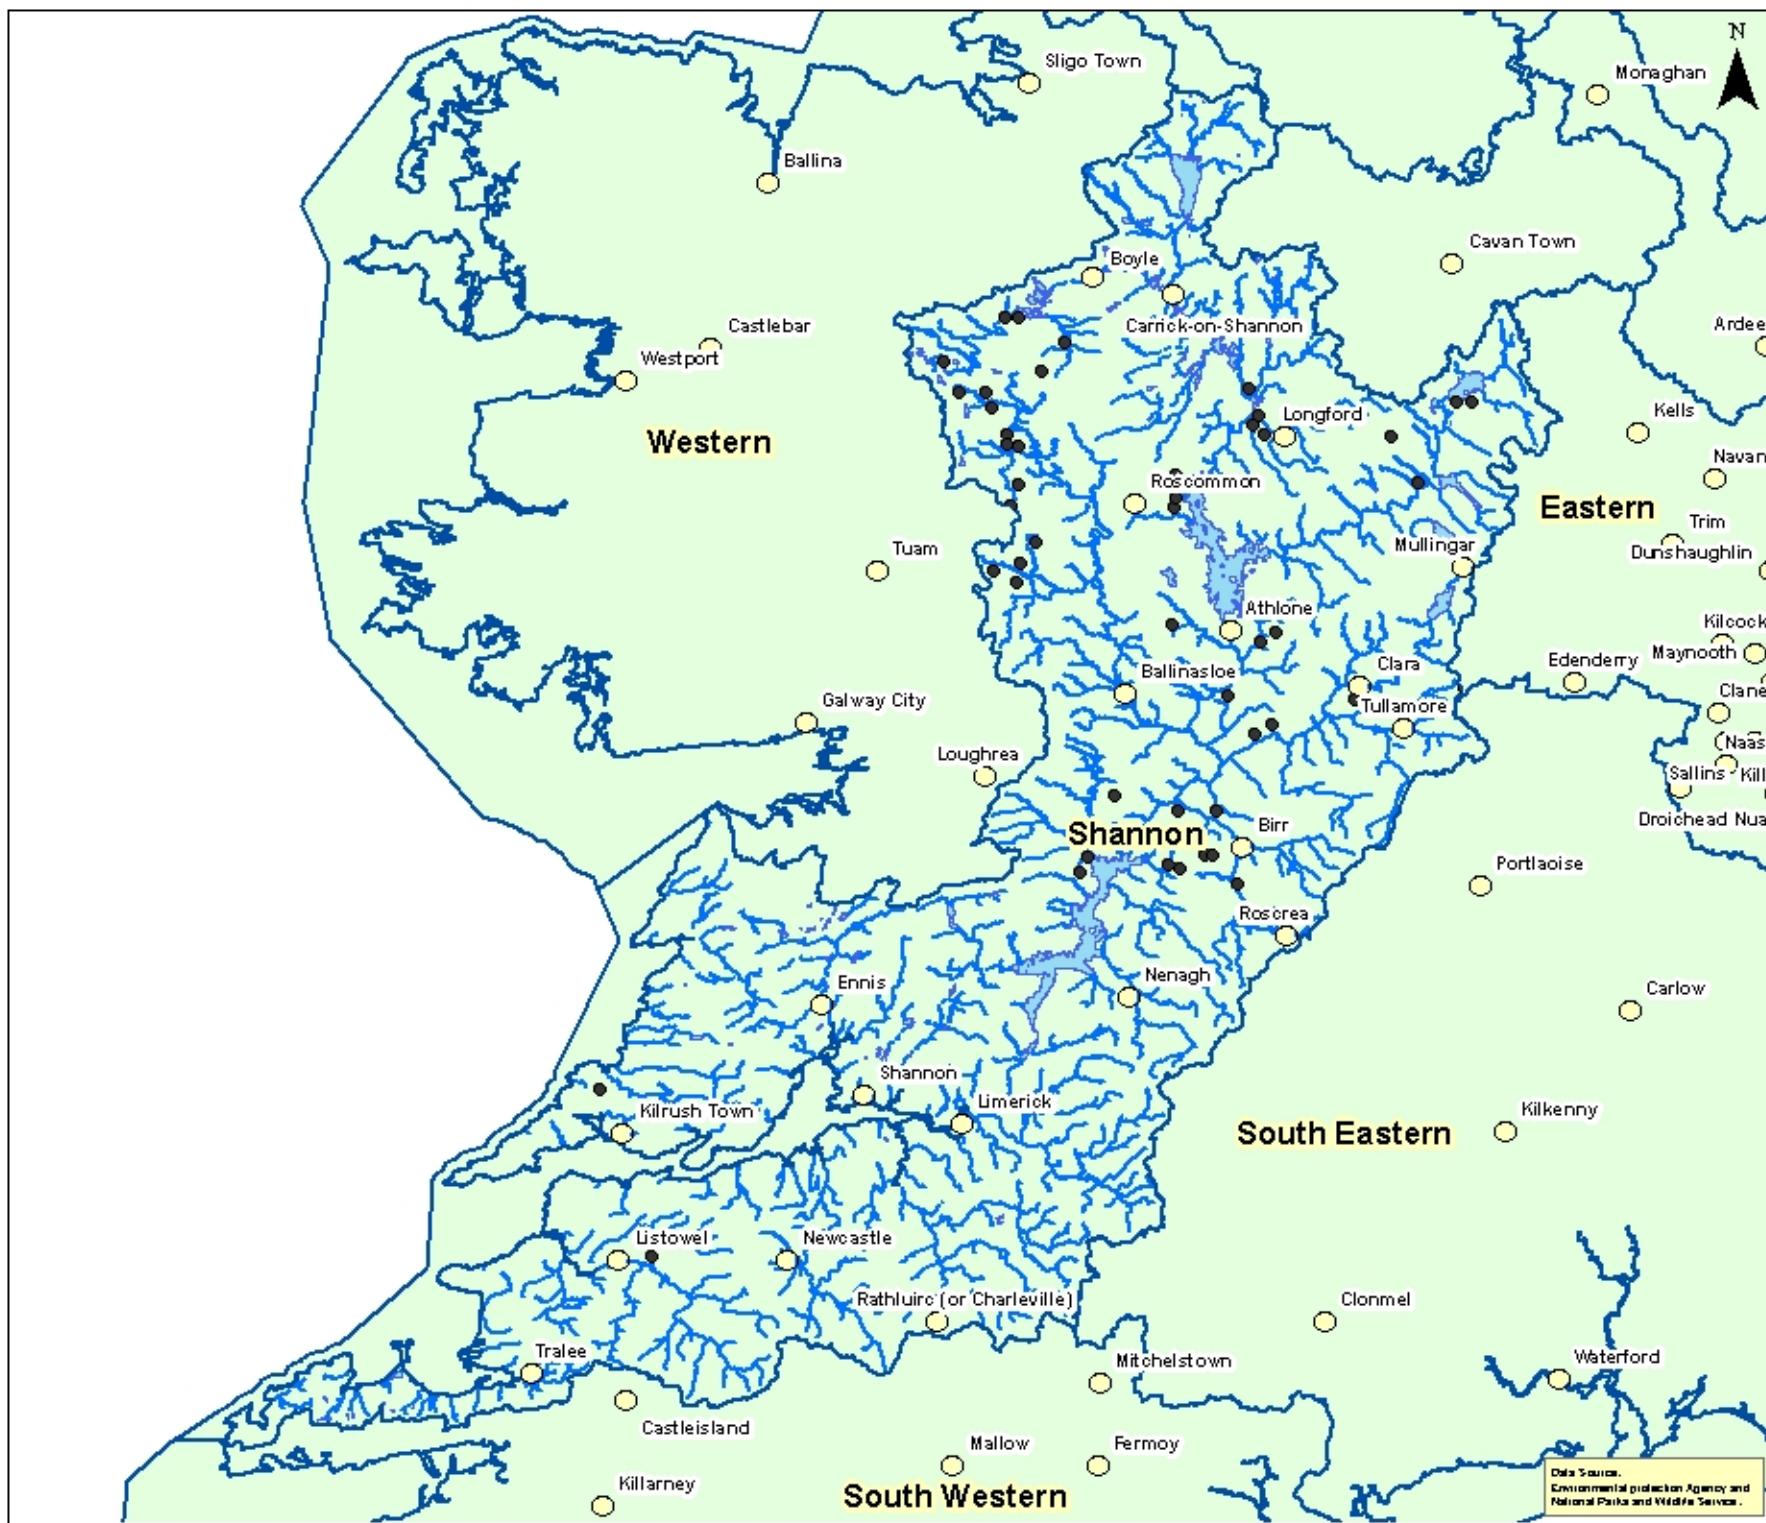 N
Sligo Town
Monaghan
Ballina
Cavan Town
Boyle
Castlebar
Carrick-on-Shannon
Ardee
Westport
Longford
Kells
Western
Navan
Roscommon
Eastern
Trim
Tuam
Mullingar
Dunshaughlin
Athlone
Kilcock
Maynooth
Clara
Edenderry
Ballinasloe
Clane
Galway City
Tullamore
Naas
Loughrea
Sallins
Kill
Droichead Nua
Shannon
Birr
Portlaoise
Roscrea
Ennis
Nenagh
Carlow
Shannon
Limerick
Kilrush Town
Kilkenny
South Eastern
Listowel
Newcastle
Rathluirc (or Charleville)
Clonmel
Tralee
Mitchelstown
Waterford
Castleisland
Mallow
Fermoy
Killarney
South Western
Data Source.
Environmental protection Agency and
National Parks and Wildlife Service.